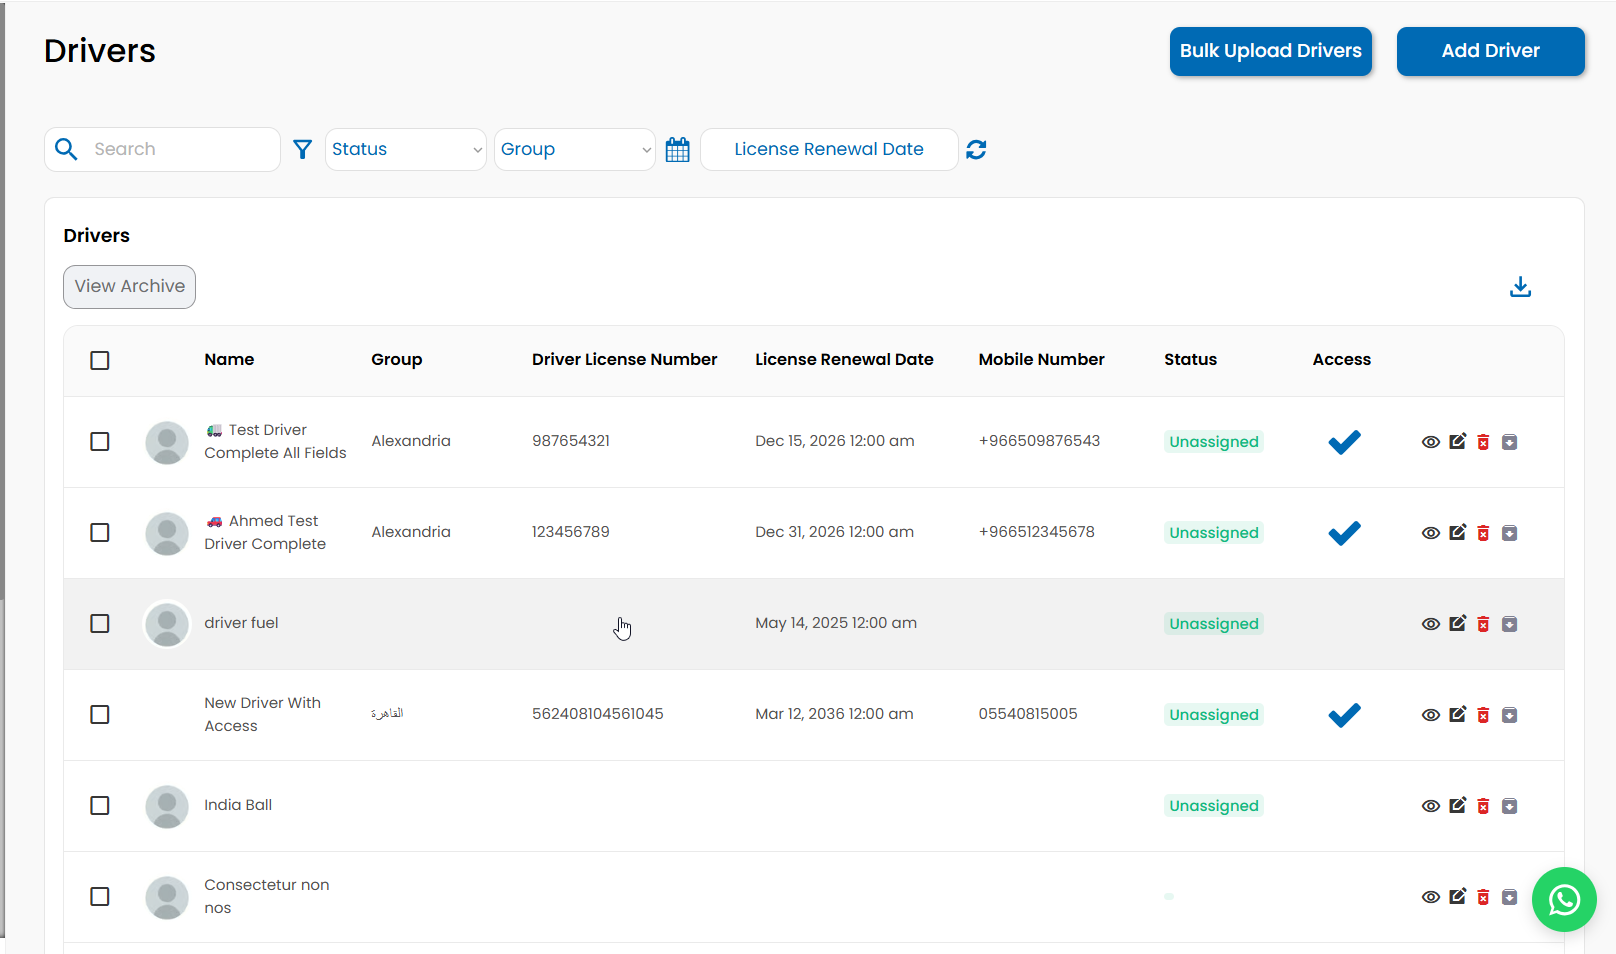 Drivers
Bulk Upload Drivers
Add Driver
Search
Status
Group
License Renewal Date
Drivers
View Archive
Name Group Driver License Number License Renewal Date Mobile Number Status Access
🚛 Test Driver
Complete All Fields
Alexandria 987654321 Dec 15, 2026 12:00 am +966509876543 Unassigned
🚙 Ahmed Test
Driver Complete
Alexandria 123456789 Dec 31, 2026 12:00 am +966512345678 Unassigned
driver fuel May 14, 2025 12:00 am Unassigned
New Driver With
Access
القاهرة 562408104561045 Mar 12, 2036 12:00 am 05540815005 Unassigned
India Ball Unassigned
Consectetur non
nos